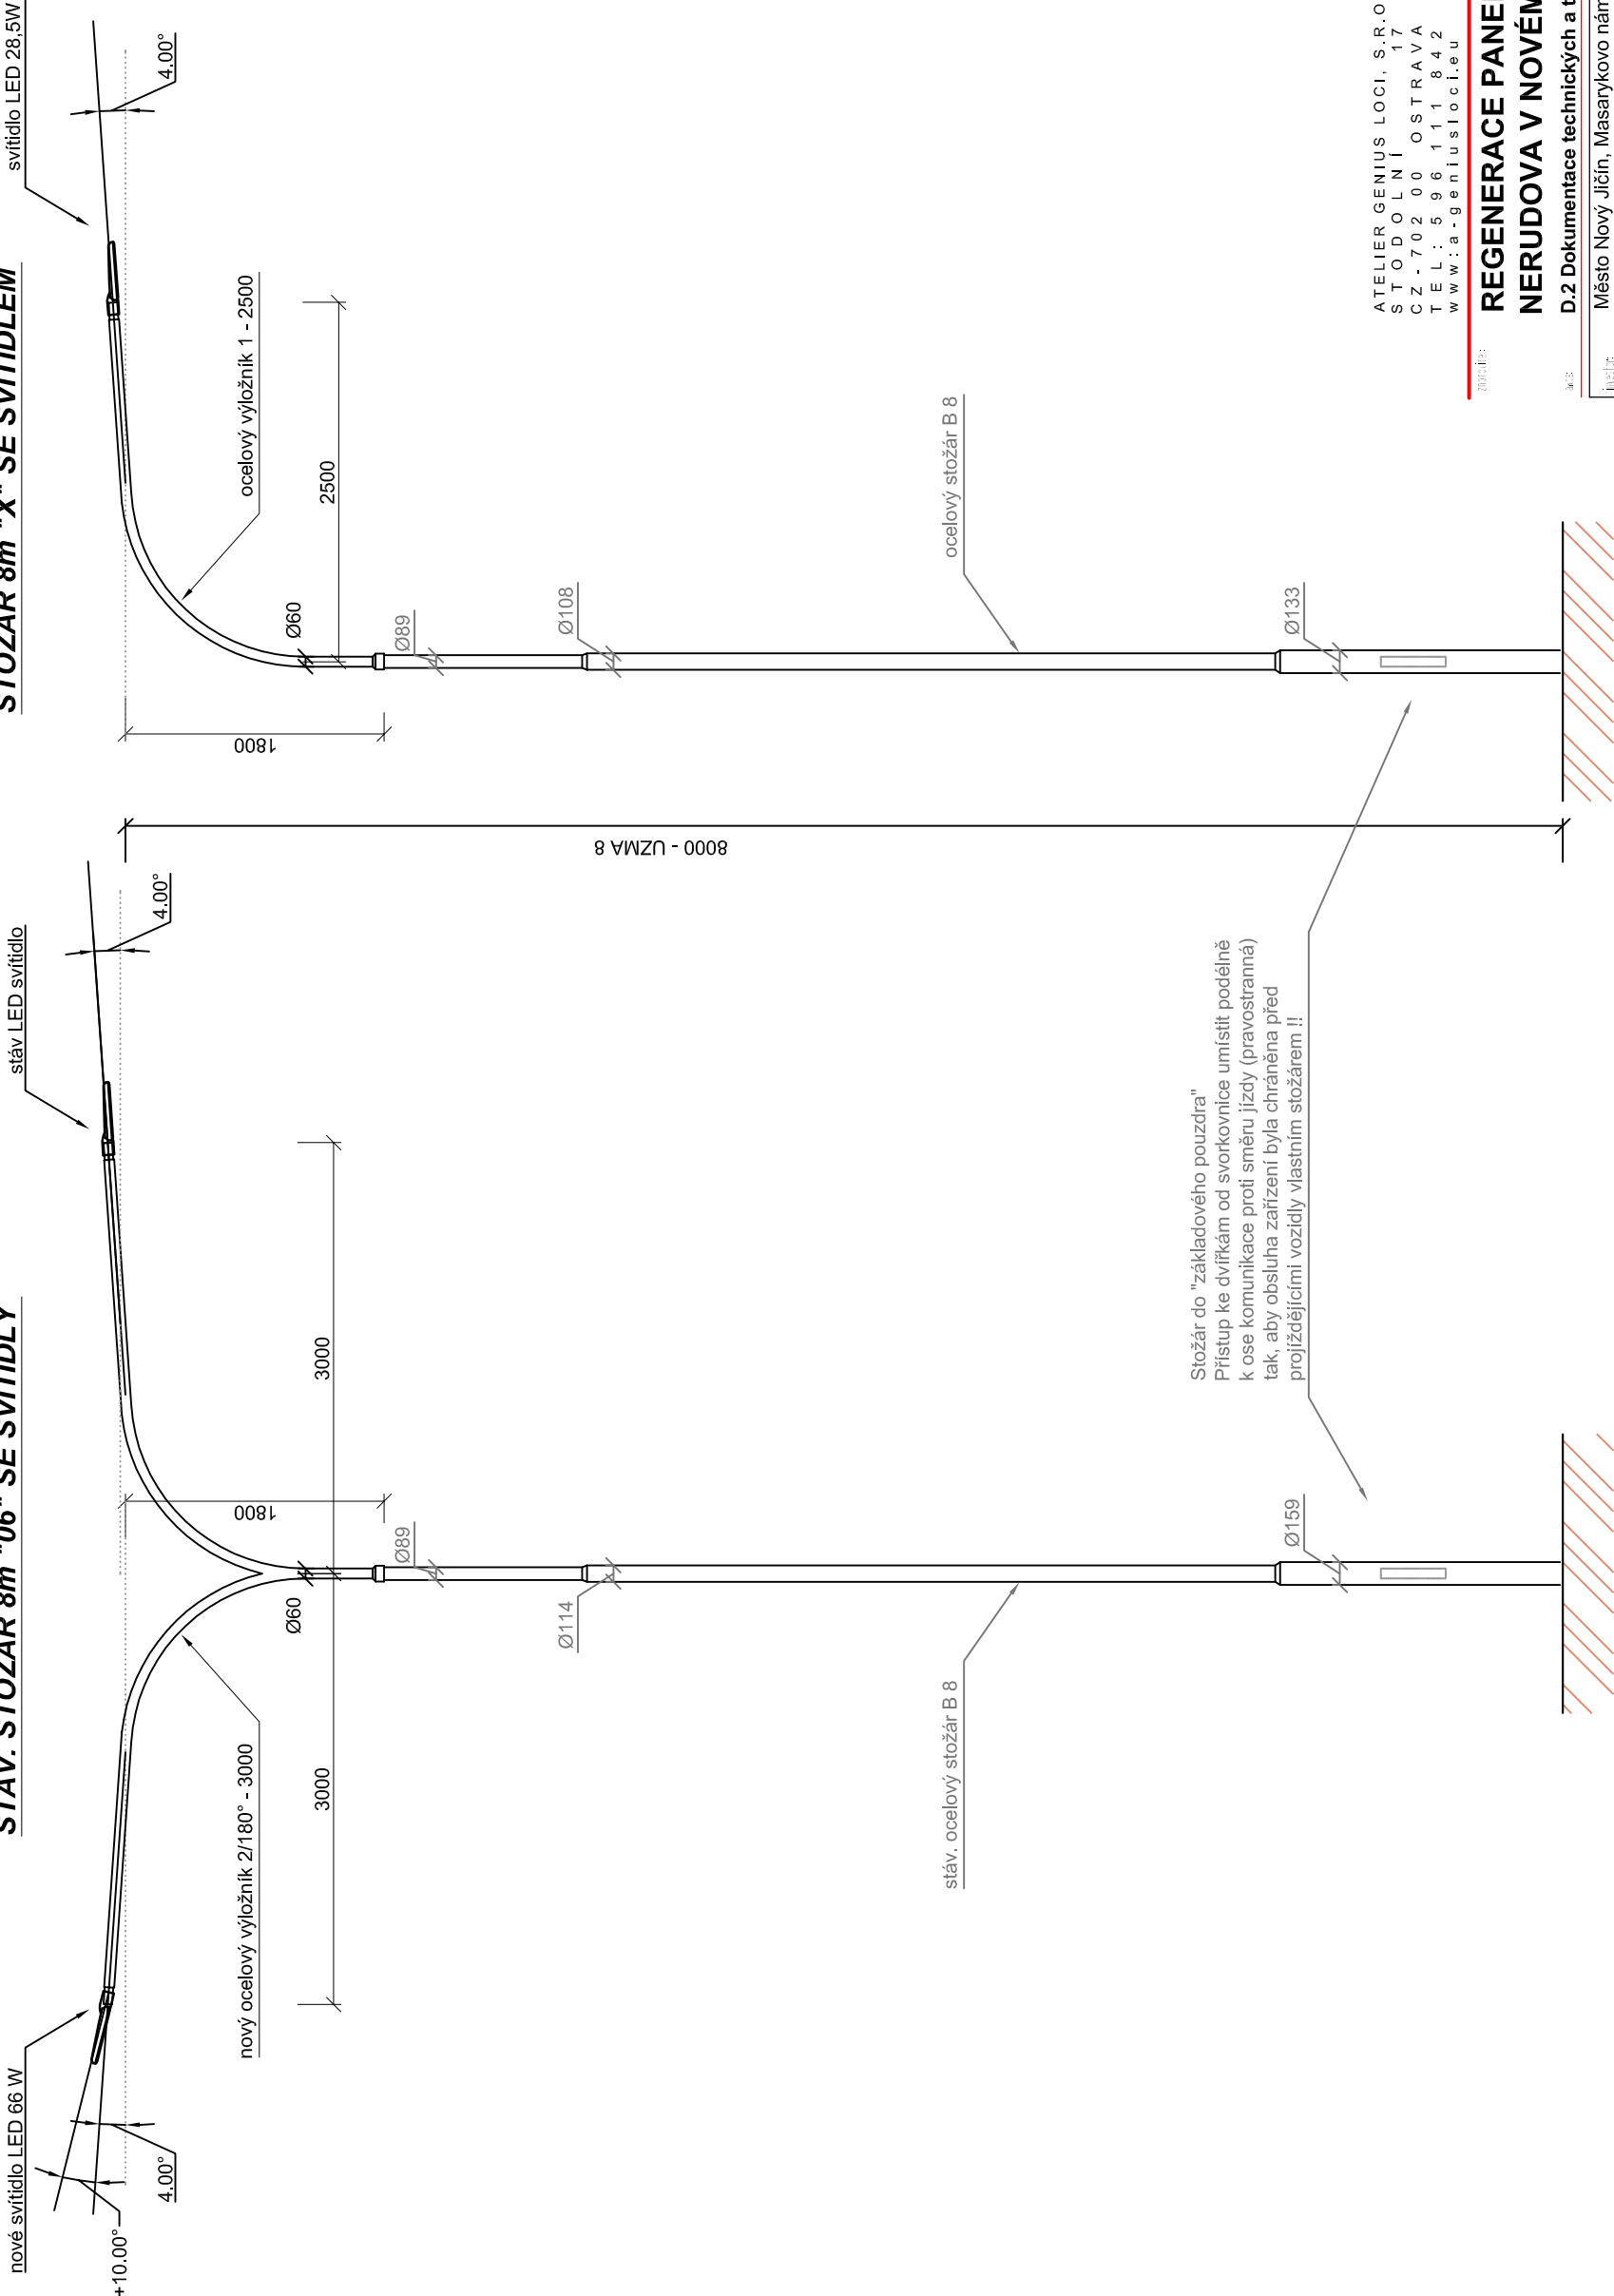 STÁV. STOŽÁR 8m "06" SE SVÍTIDLY
nové svítidlo LED 66 W
stáv LED svítidlo
+10.00°
4.00°
4.00°
nový ocelový výložník 2/180° - 3000
3000
3000
1800
Ø60
Ø89
Ø114
stáv. ocelový stožár B 8
Ø159
Stožár do "základového pouzdra"
Přístup ke dvířkám od svorkovnice umístit podélně
k ose komunikace proti směru jízdy (pravostranná)
tak, aby obsluha zařízení byla chráněna před
projíždějícími vozidly vlastním stožárem !!
8000 - UZMA 8
STOŽÁR 8m "X" SE SVÍTIDLEM
svítidlo LED 28,5W
4.00°
ocelový výložník 1 - 2500
2500
1800
Ø60
Ø89
Ø108
ocelový stožár B 8
Ø133
ATELIER GENIUS LOCI, S.R.O
STODOLNÍ 17
CZ-702 00 OSTRAVA
TEL: 596 111 842
www:a-geniusloci.eu
REGENERACE PANEL
NERUDOVA V NOVÉM
D.2 Dokumentace technických a t
Město Nový Jičín, Masarykovo nám